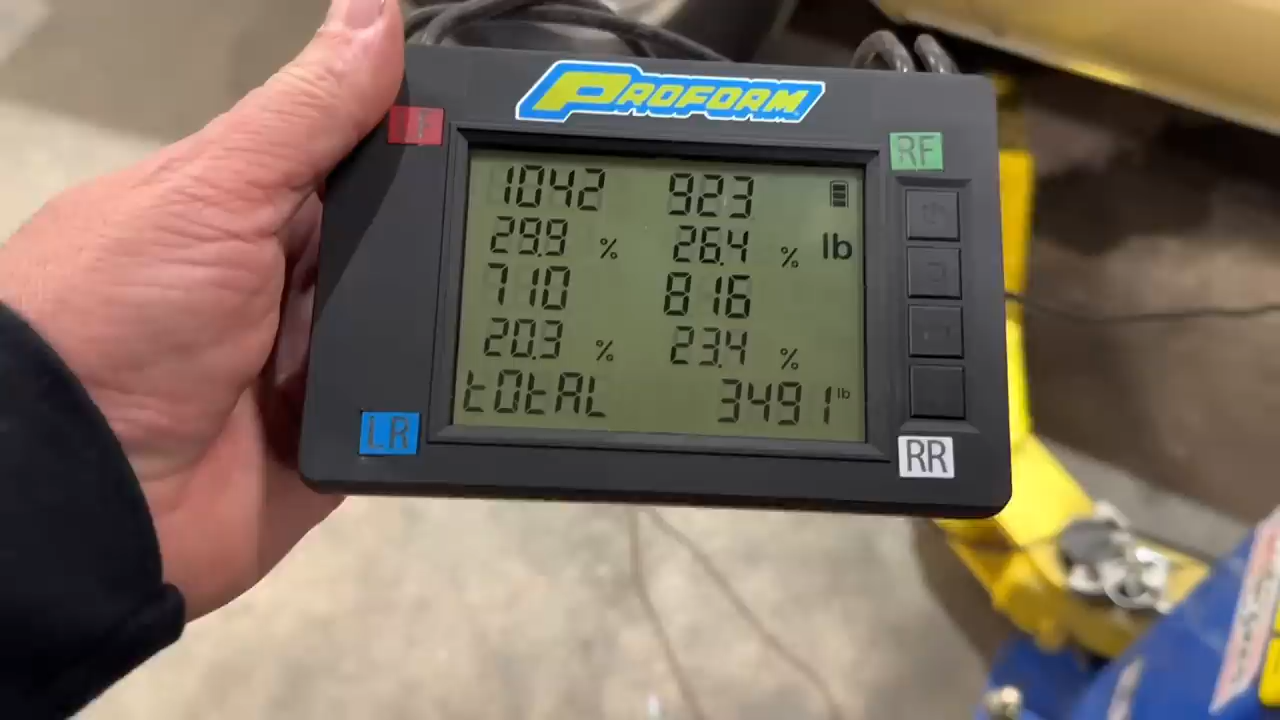 PROFORM
LF RF
1042 923
29.9 % 26.4 % lb
710 816
20.3 % 23.4 %
totAL 3491 lb
LR RR